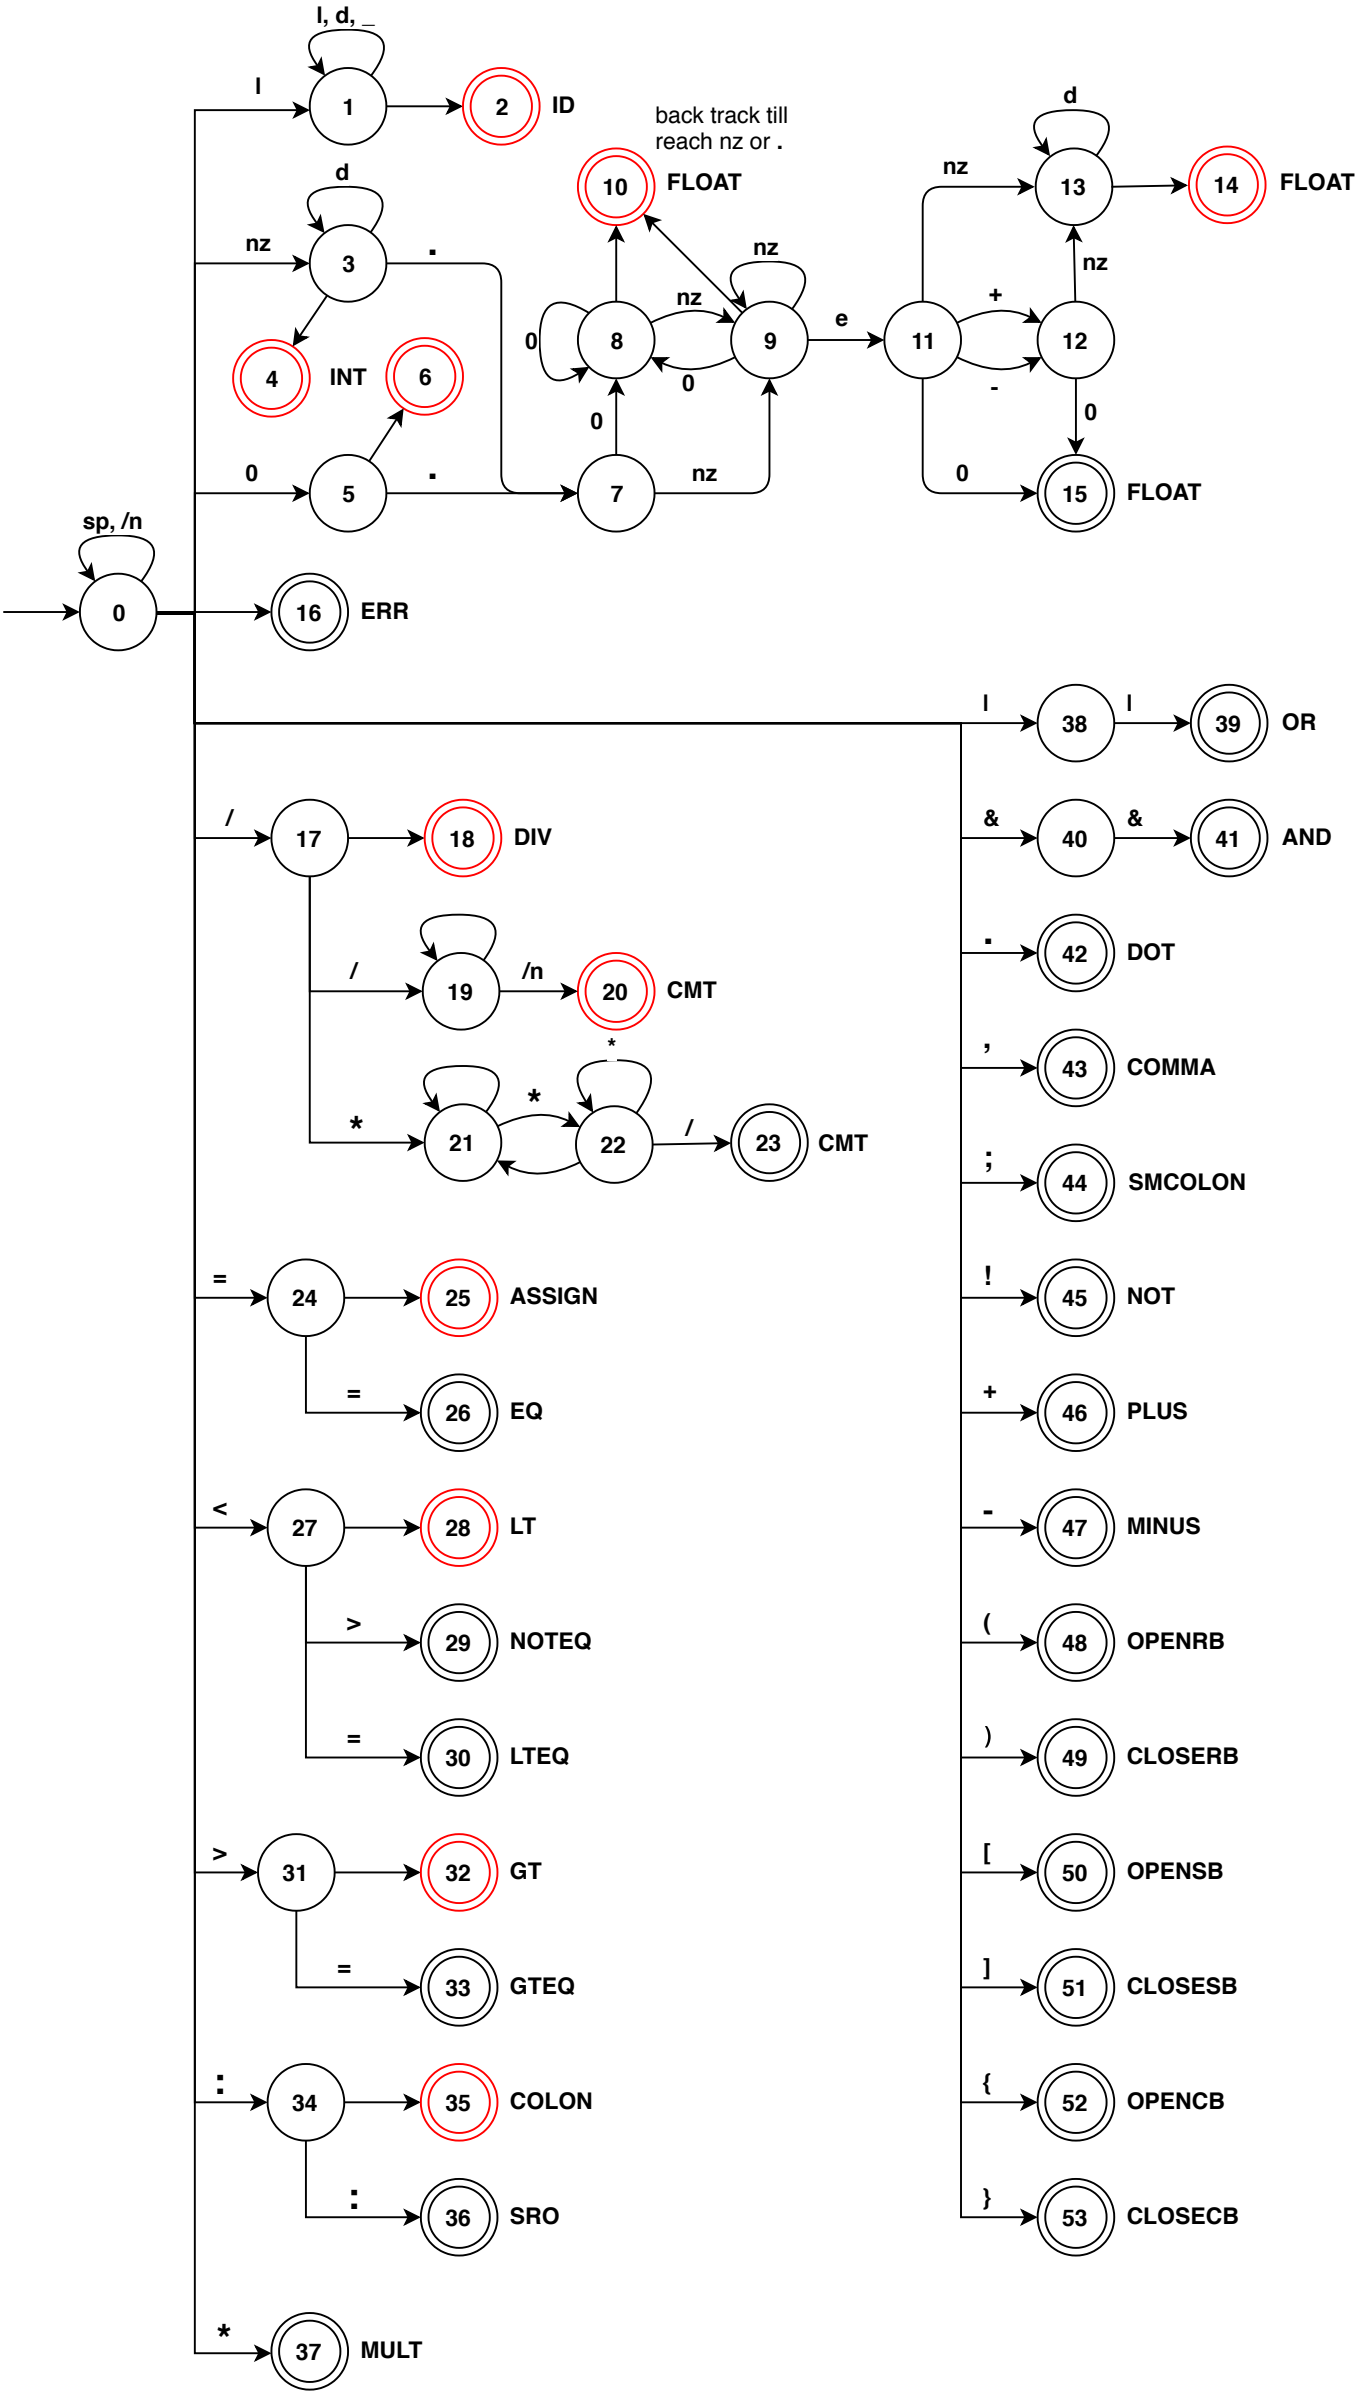 l, d, _
l
1
2
ID
back track till
reach nz or .
d
nz
13
14
FLOAT
10
FLOAT
d
nz
3
.
nz
nz
0
8
nz
9
e
11
+
12
-
0
4
INT
6
0
0
0
5
.
7
nz
0
15
FLOAT
sp, /n
0
16
ERR
|
38
|
39
OR
/
17
18
DIV
&
40
&
41
AND
.
42
DOT
/
19
/n
20
CMT
*
,
43
COMMA
*
21
*
22
/
23
CMT
;
44
SMCOLON
=
24
25
ASSIGN
!
45
NOT
=
26
EQ
+
46
PLUS
<
27
28
LT
-
47
MINUS
>
29
NOTEQ
(
48
OPENRB
=
30
LTEQ
)
49
CLOSERB
>
31
32
GT
[
50
OPENSB
=
33
GTEQ
]
51
CLOSESB
:
34
35
COLON
{
52
OPENCB
:
36
SRO
}
53
CLOSECB
*
37
MULT